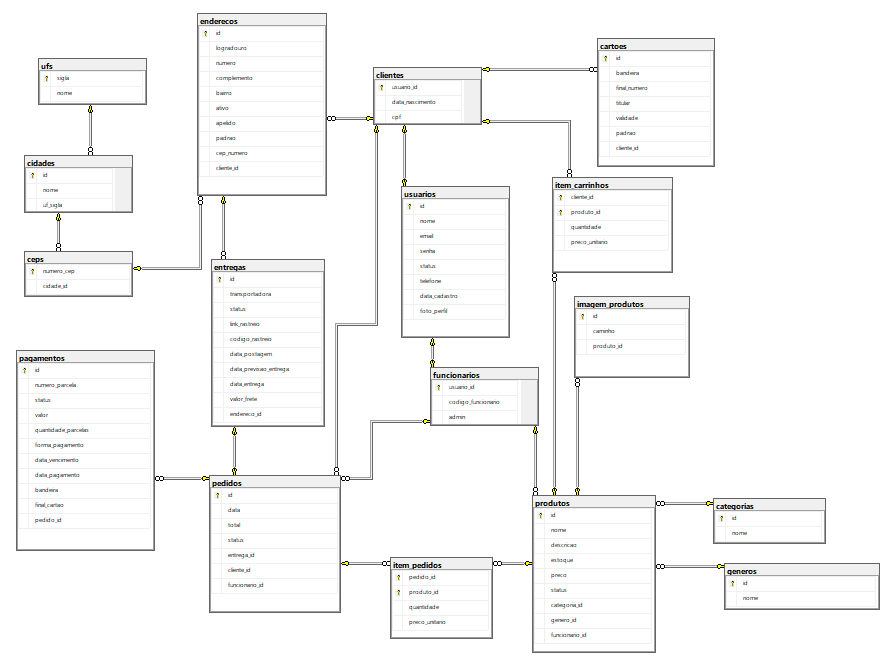 enderecos
id
logradouro
numero
complemento
bairro
ativo
apelido
padrao
cep_numero
cliente_id
ufs
sigla
nome
cidades
id
nome
uf_sigla
ceps
numero_cep
cidade_id
clientes
usuario_id
data_nascimento
cpf
cartoes
id
bandeira
final_numero
titular
validade
padrao
cliente_id
item_carrinhos
cliente_id
produto_id
quantidade
preco_unitario
usuarios
id
nome
email
senha
status
telefone
data_cadastro
foto_perfil
entregas
id
transportadora
status
link_rastreio
codigo_rastreio
data_postagem
data_previsao_entrega
data_entrega
valor_frete
endereco_id
imagem_produtos
id
caminho
produto_id
pagamentos
id
numero_parcela
status
valor
quantidade_parcelas
forma_pagamento
data_vencimento
data_pagamento
bandeira
final_cartao
pedido_id
funcionarios
usuario_id
codigo_funcionario
admin
pedidos
id
data
total
status
entrega_id
cliente_id
funcionario_id
item_pedidos
pedido_id
produto_id
quantidade
preco_unitario
produtos
id
nome
descricao
estoque
preco
status
categoria_id
genero_id
funcionario_id
categorias
id
nome
generos
id
nome